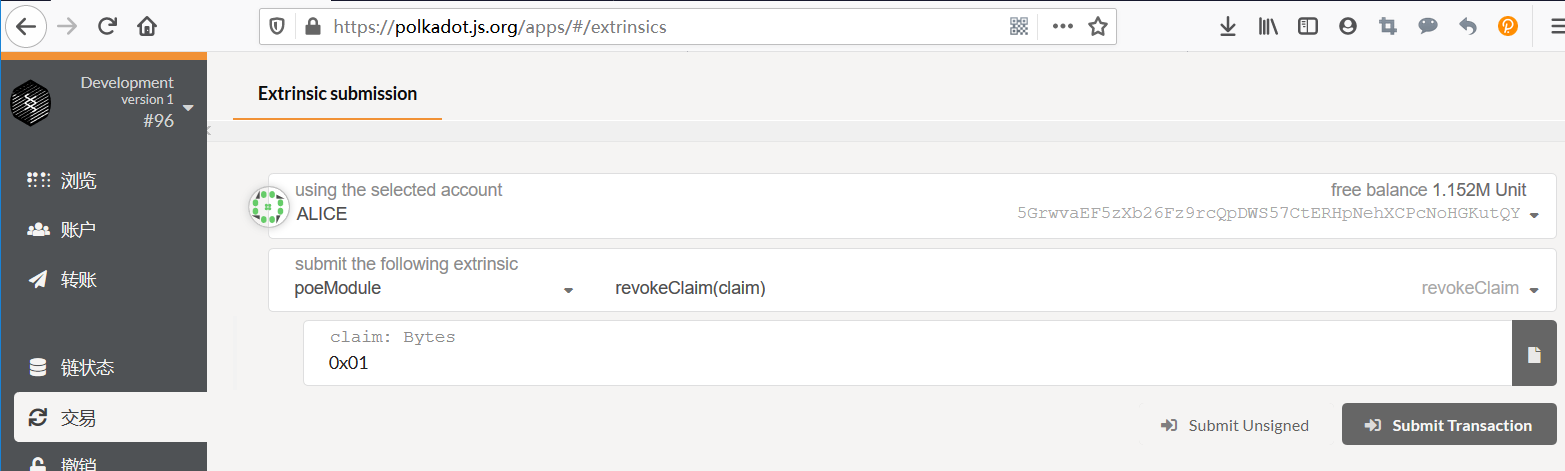 https://polkadot.js.org/apps/#/extrinsics
Development
version 1
#96
浏览
账户
转账
链状态
交易
撤销
Extrinsic submission
using the selected account
free balance 1.152M Unit
ALICE
5GrwvaEF5zXb26Fz9rcQpDWS57CtERHpNehXCPcNoHGKutQY
submit the following extrinsic
poeModule
revokeClaim(claim)
revokeClaim
claim: Bytes
0x01
Submit Unsigned
Submit Transaction